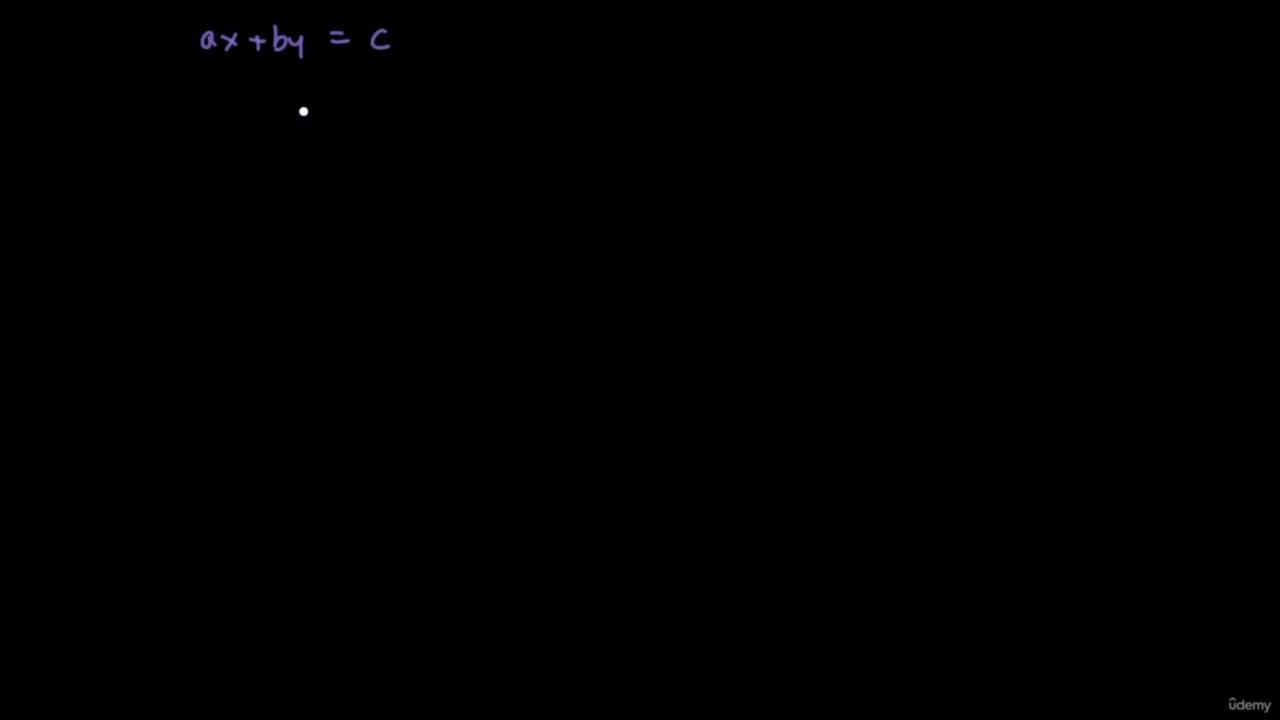 ax + by = c
ûdemy